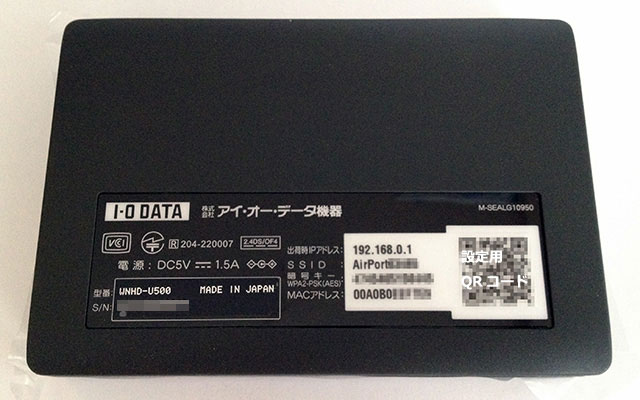 I-O DATA 株式会社 アイ・オー・データ機器
M-SEALG10950
VCI R 204-220007 2.4DS/OF4
電源:DC5V 1.5A
型番: WNHD-U500 MADE IN JAPAN
S/N:
出荷時IPアドレス: 192.168.0.1
SSID: AirPort
暗号キー
WPA2-PSK(AES):
MACアドレス: 00A0B0
設定用
QRコード